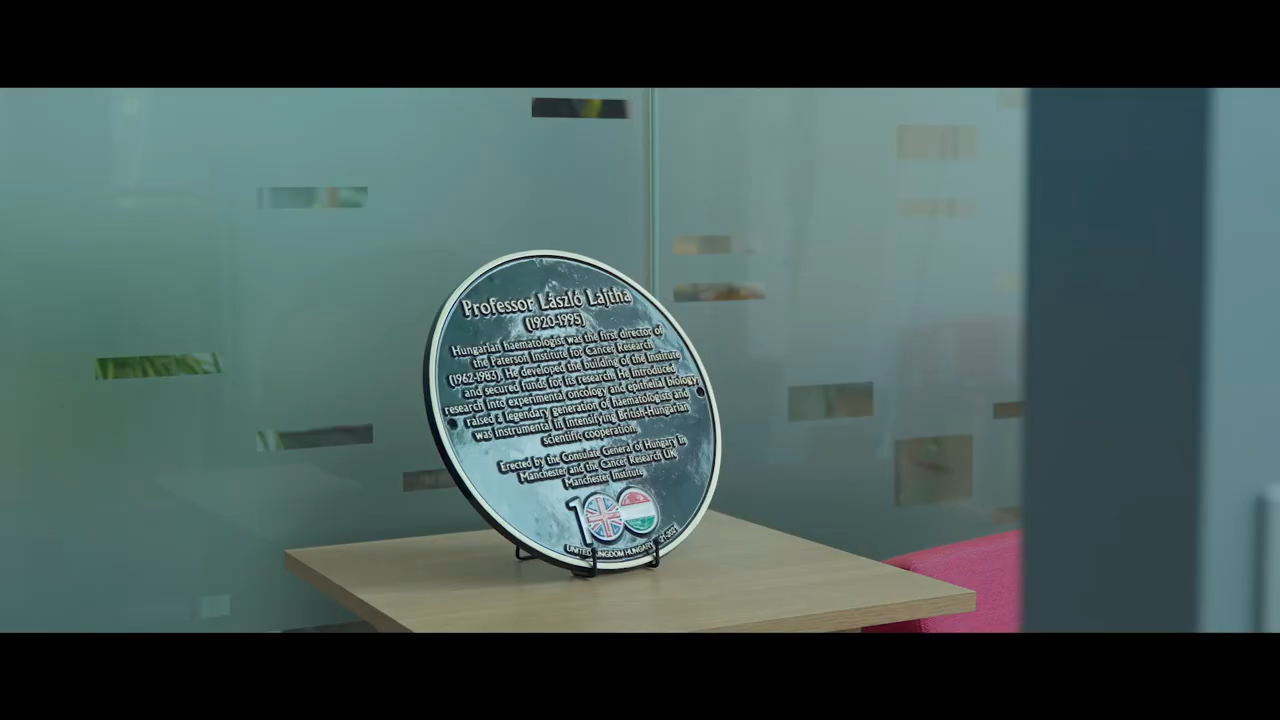 Professor László Lajtha
(1920-1995)
Hungarian haematologist was the first director of
the Paterson Institute for Cancer Research
(1962-1983). He developed the building of the Institute
and secured funds for its research. He introduced
research into experimental oncology and epithelial biology,
raised a legendary generation of haematologists and
was instrumental in intensifying British-Hungarian
scientific cooperation.
Erected by the Consulate General of Hungary in
Manchester and the Cancer Research UK
Manchester Institute
100
UNITED KINGDOM HUNGARY